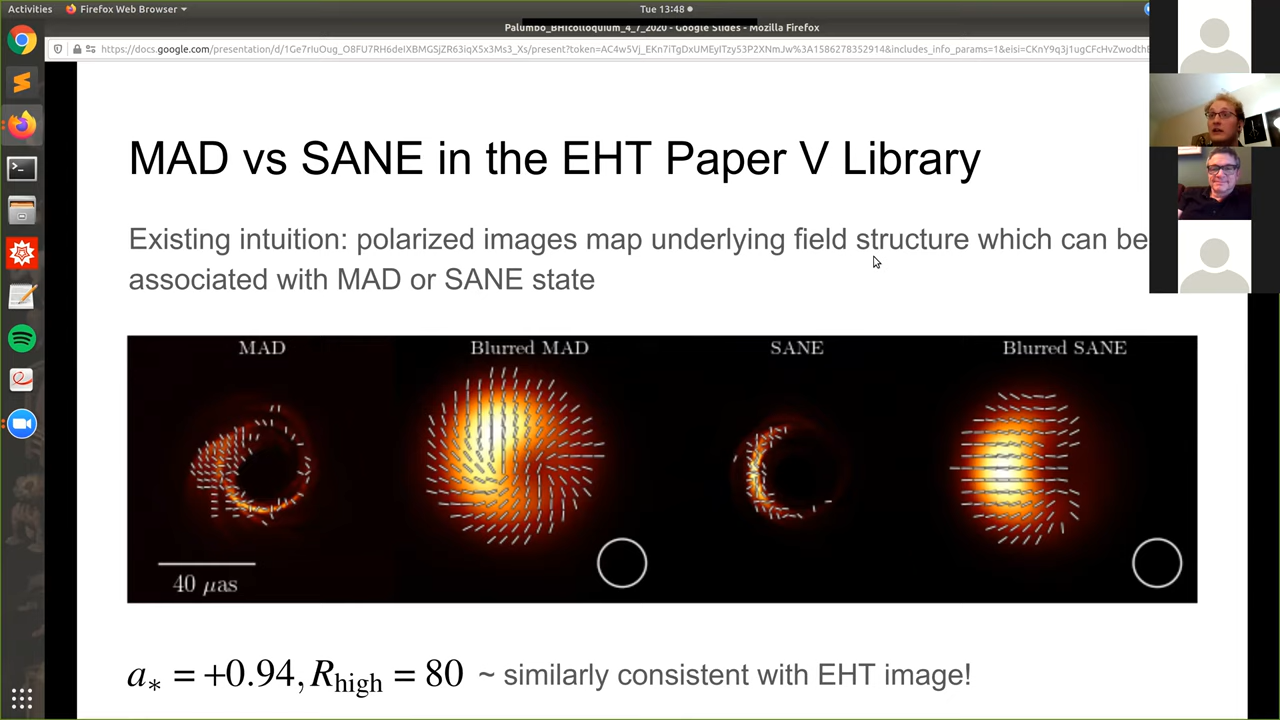 Activities
Firefox Web Browser
Tue 13:48
Palumbo_BHIcolloquium_4_7_2020 - Google Slides - Mozilla Firefox
MAD vs SANE in the EHT Paper V Library
Existing intuition: polarized images map underlying field structure which can be
associated with MAD or SANE state
MAD
Blurred MAD
SANE
Blurred SANE
40 μas
a* = +0.94, Rhigh = 80 ~ similarly consistent with EHT image!